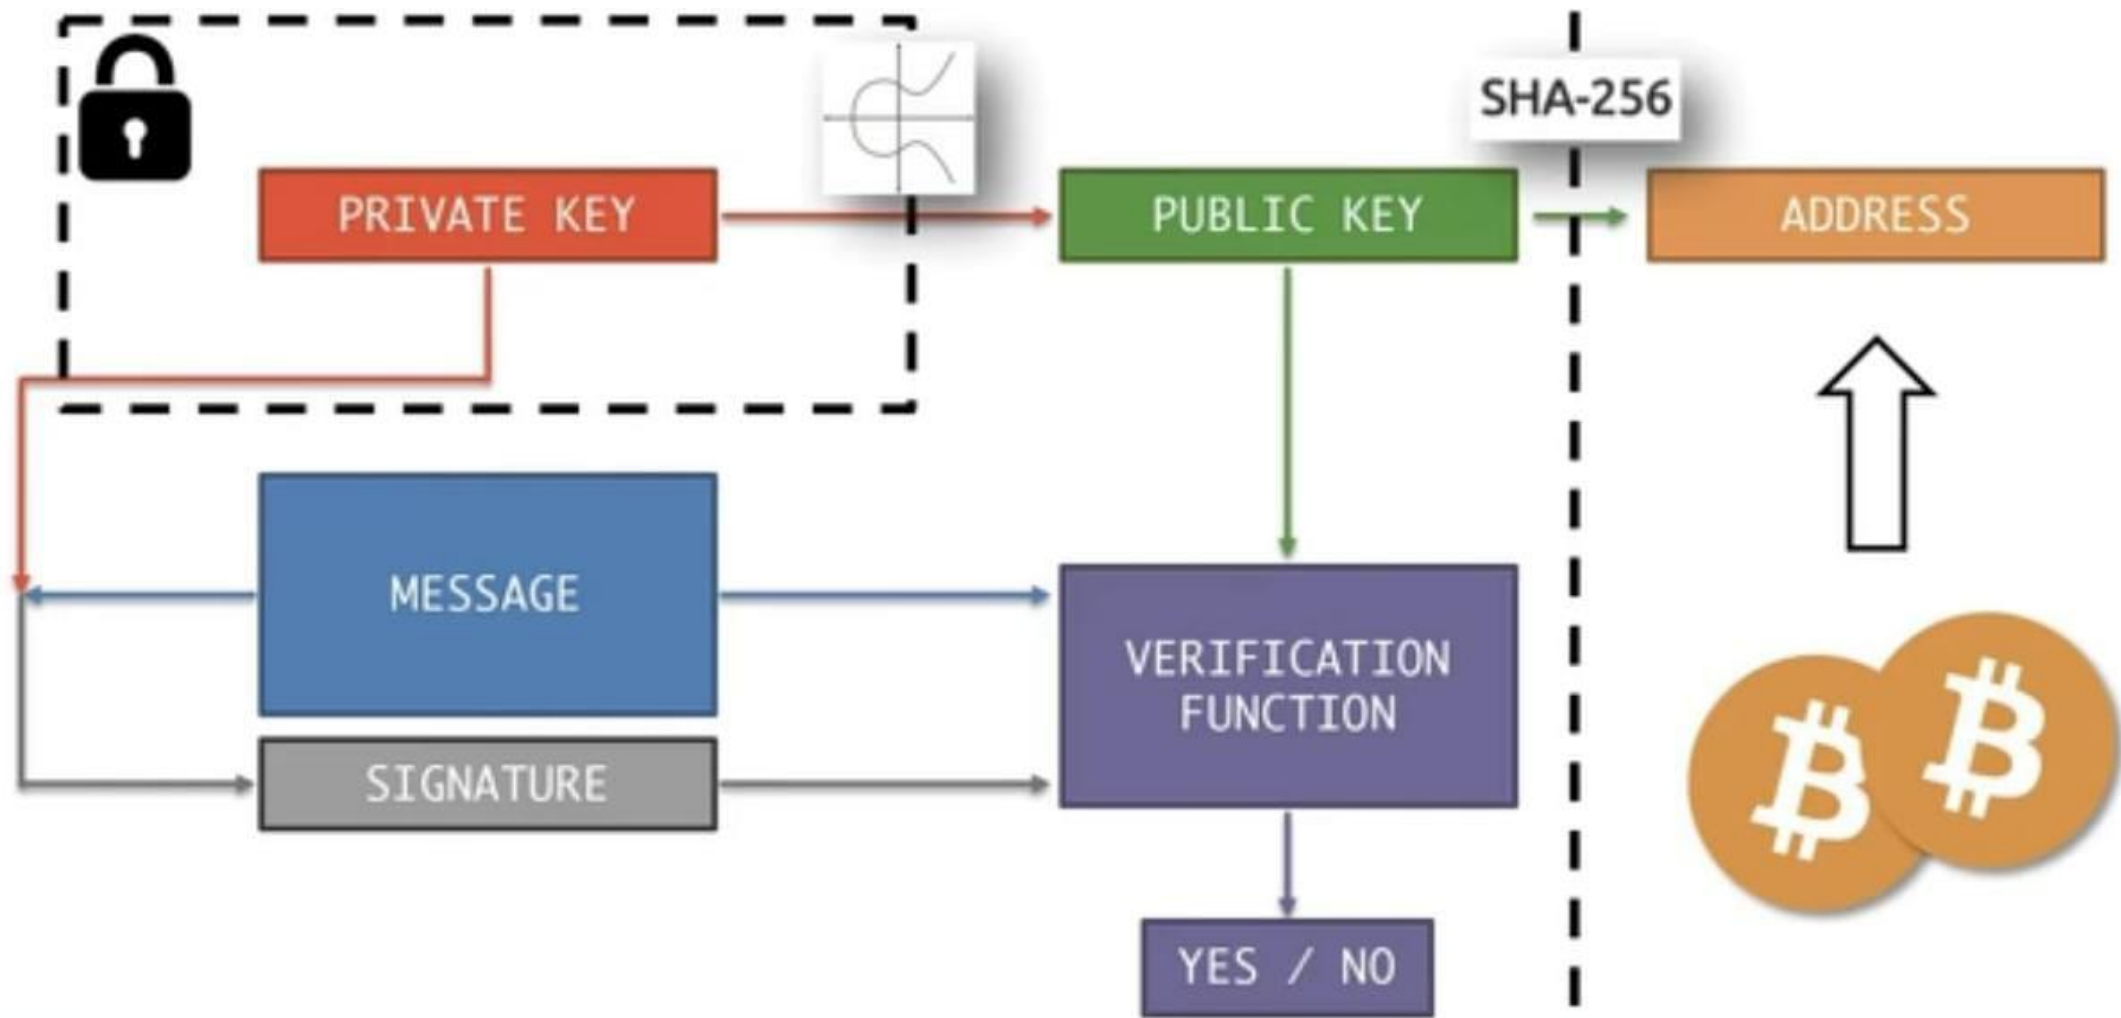 SHA-256
PRIVATE KEY
PUBLIC KEY
ADDRESS
MESSAGE
VERIFICATION
FUNCTION
SIGNATURE
YES / NO